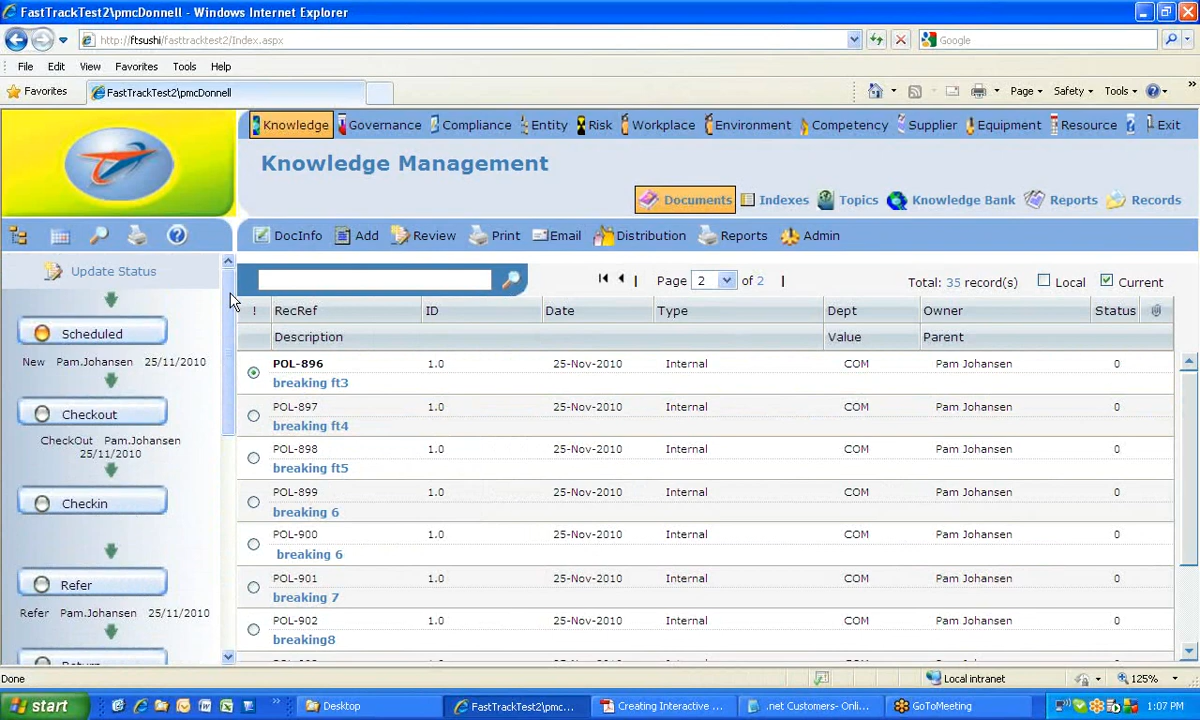 FastTrackTest2\pmcDonnell - Windows Internet Explorer
http://ftsushi/fasttracktest2/Index.aspx
Google
File Edit View Favorites Tools Help
Favorites FastTrackTest2\pmcDonnell Page Safety Tools
Knowledge Governance Compliance Entity Risk Workplace Environment Competency Supplier Equipment Resource Exit
Knowledge Management
Documents Indexes Topics Knowledge Bank Reports Records
DocInfo Add Review Print Email Distribution Reports Admin
Update Status
Page 2 of 2 Total: 35 record(s) Local Current
! RecRef ID Date Type Dept Owner Status
Description Value Parent
Scheduled
New Pam.Johansen 25/11/2010
Checkout
CheckOut Pam.Johansen
25/11/2010
Checkin
Refer
Refer Pam.Johansen 25/11/2010
POL-896 1.0 25-Nov-2010 Internal COM Pam Johansen 0
breaking ft3
POL-897 1.0 25-Nov-2010 Internal COM Pam Johansen 0
breaking ft4
POL-898 1.0 25-Nov-2010 Internal COM Pam Johansen 0
breaking ft5
POL-899 1.0 25-Nov-2010 Internal COM Pam Johansen 0
breaking 6
POL-900 1.0 25-Nov-2010 Internal COM Pam Johansen 0
breaking 6
POL-901 1.0 25-Nov-2010 Internal COM Pam Johansen 0
breaking 7
POL-902 1.0 25-Nov-2010 Internal COM Pam Johansen 0
breaking8
Done Local intranet 125%
start Desktop FastTrackTest2\pmc... Creating Interactive ... .net Customers- Onli... GoToMeeting 1:07 PM